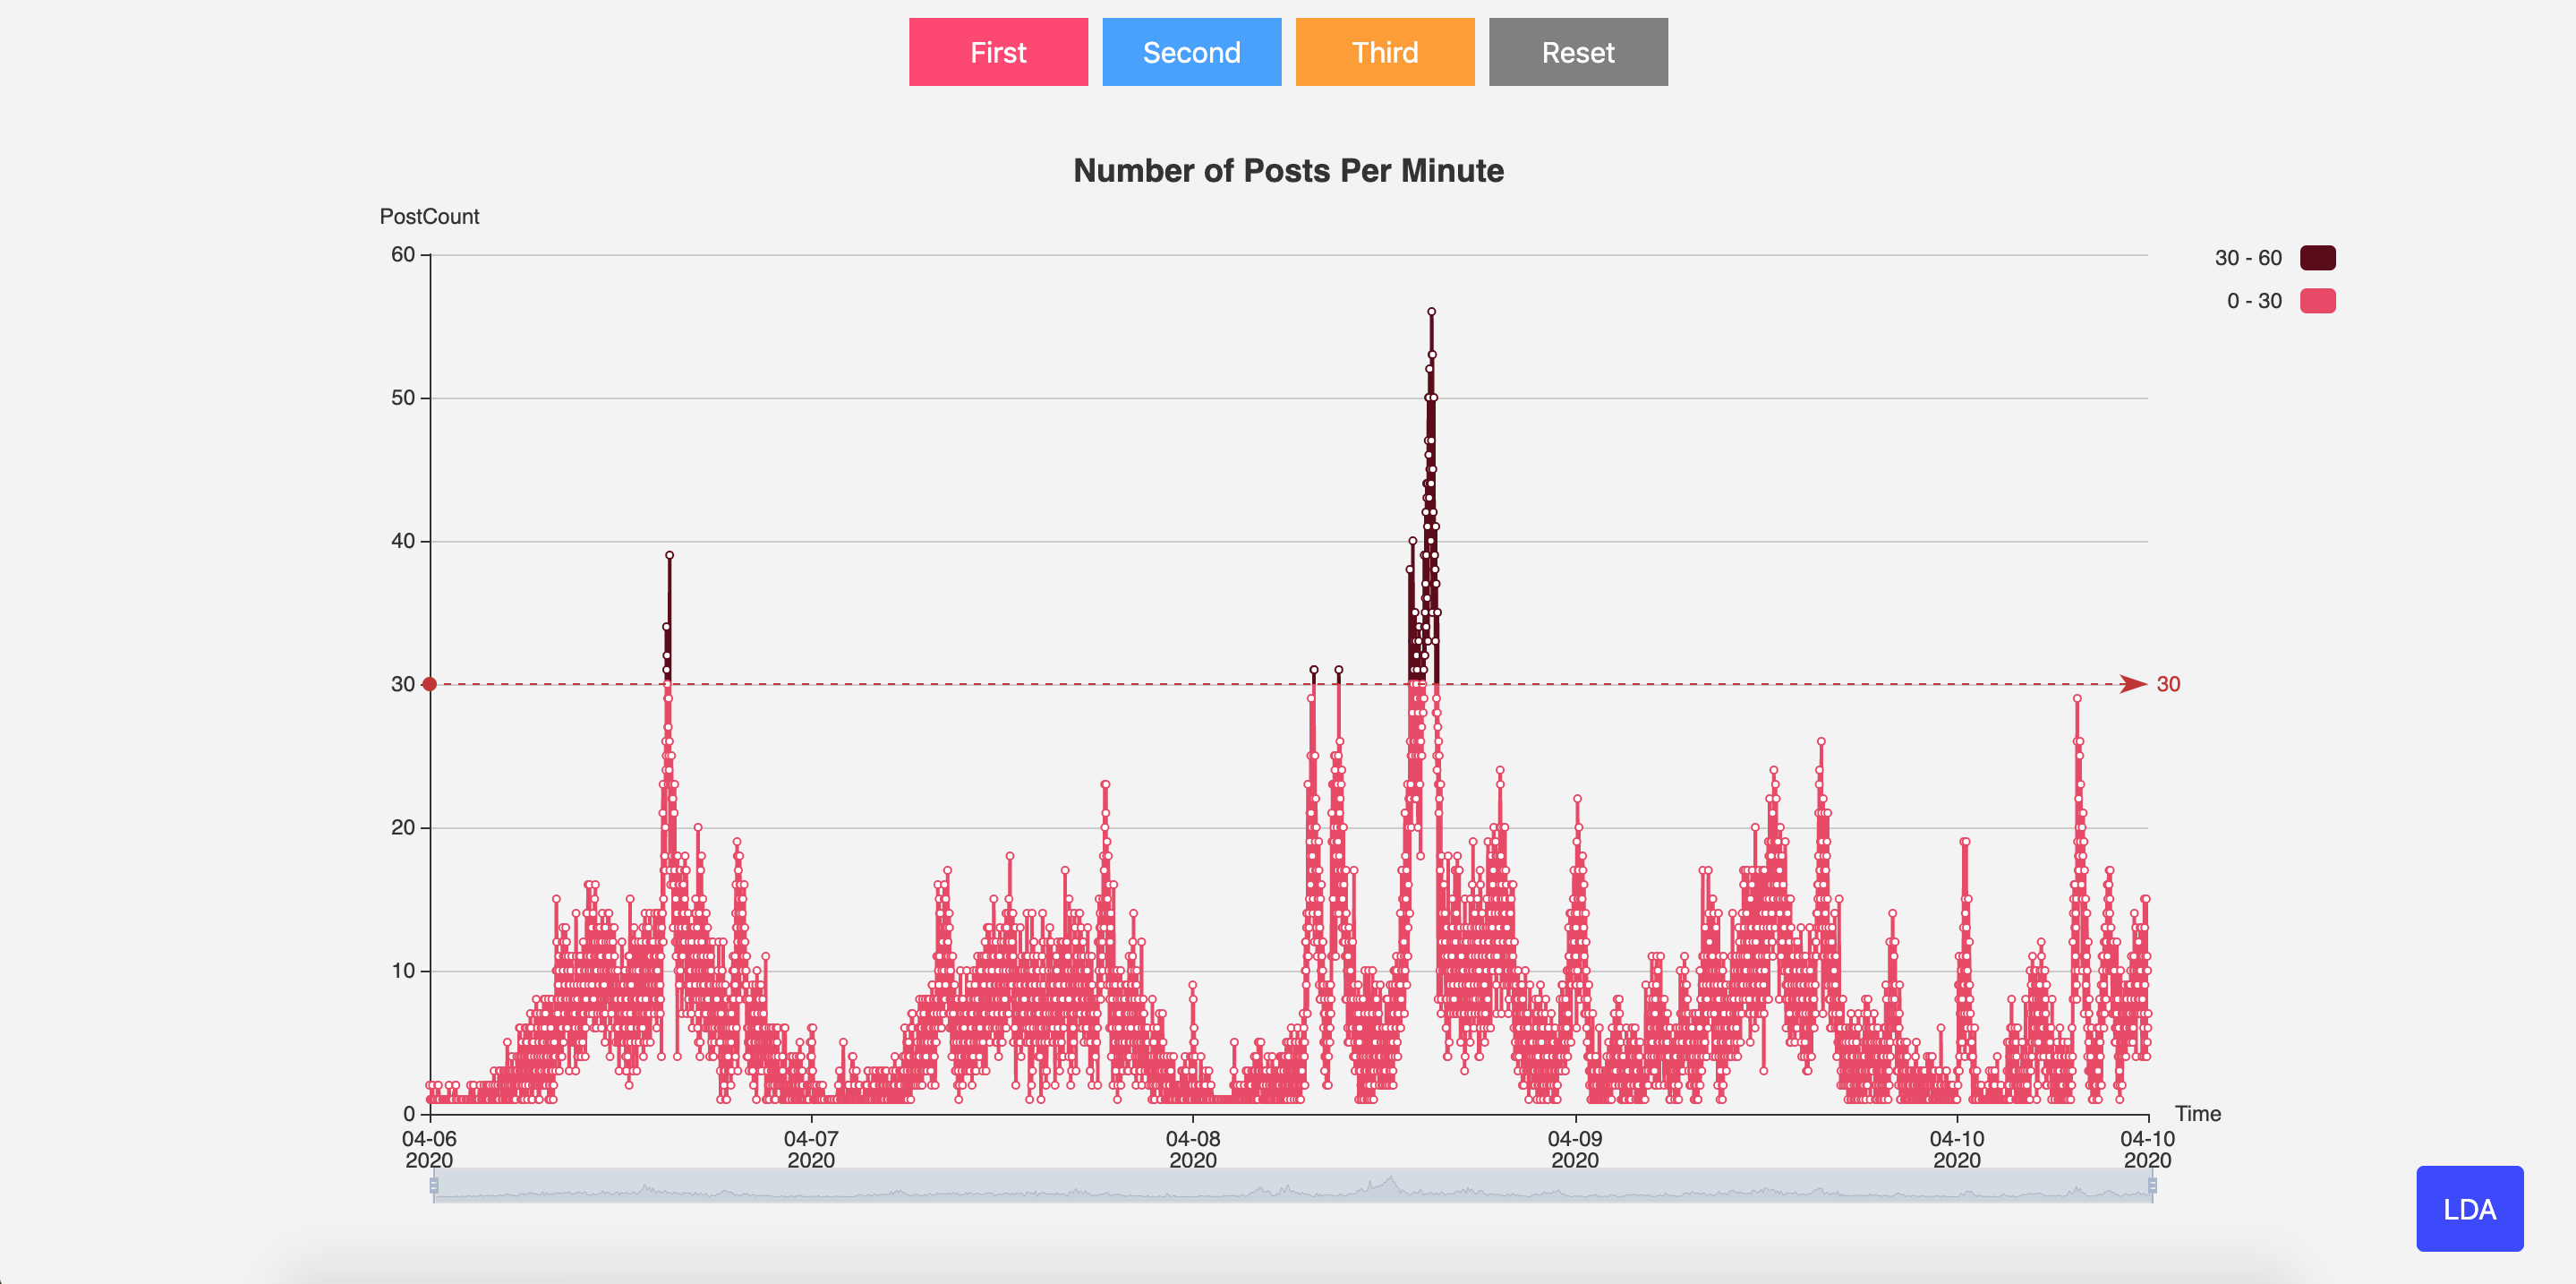 First Second Third Reset
Number of Posts Per Minute
PostCount
60
50
40
30
20
10
0
30 - 60
0 - 30
30
Time
04-06 04-07 04-08 04-09 04-10 04-10
2020 2020 2020 2020 2020 2020
LDA